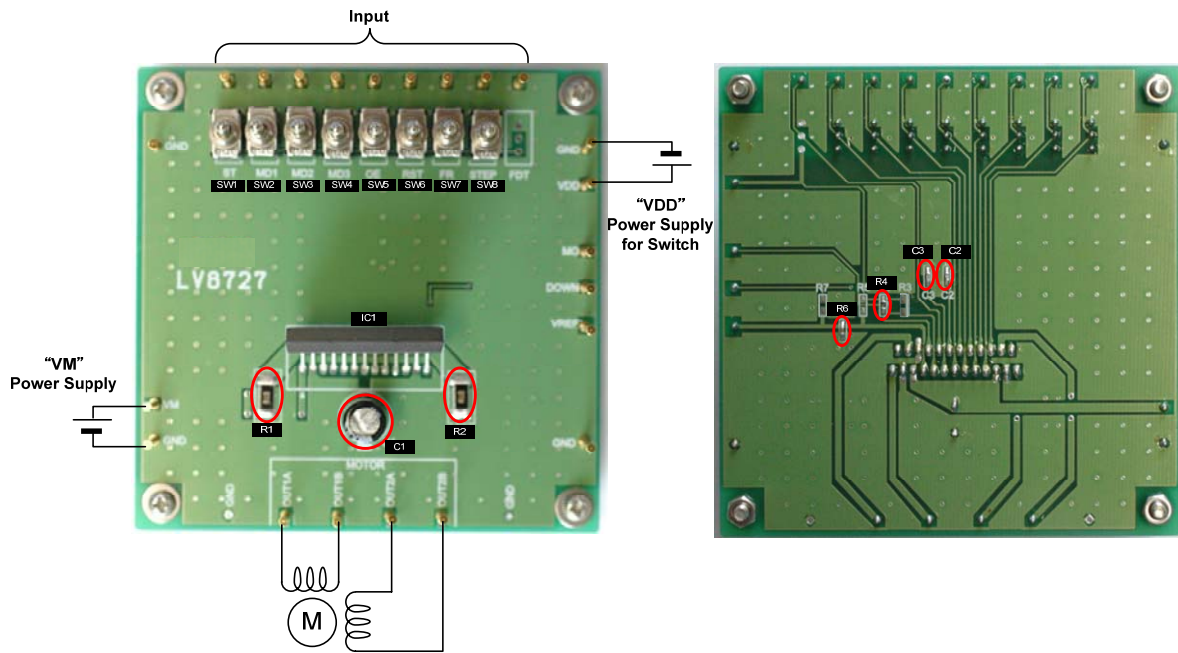 Input
GND
ST MD1 MD2 MD3 OE RST FR STEP FDT
SW1 SW2 SW3 SW4 SW5 SW6 SW7 SW8
GND
VDD
“VDD”
Power Supply
for Switch
MO
DOWN
VREF
LV8727
IC1
“VM”
Power Supply
VM
GND
R1
R2
C1
GND
MOTOR
GND
OUT1A
OUT1B
OUT2A
OUT2B
GND
M
C3 C2
C3 C2
R4
R7 R5 R3
R6